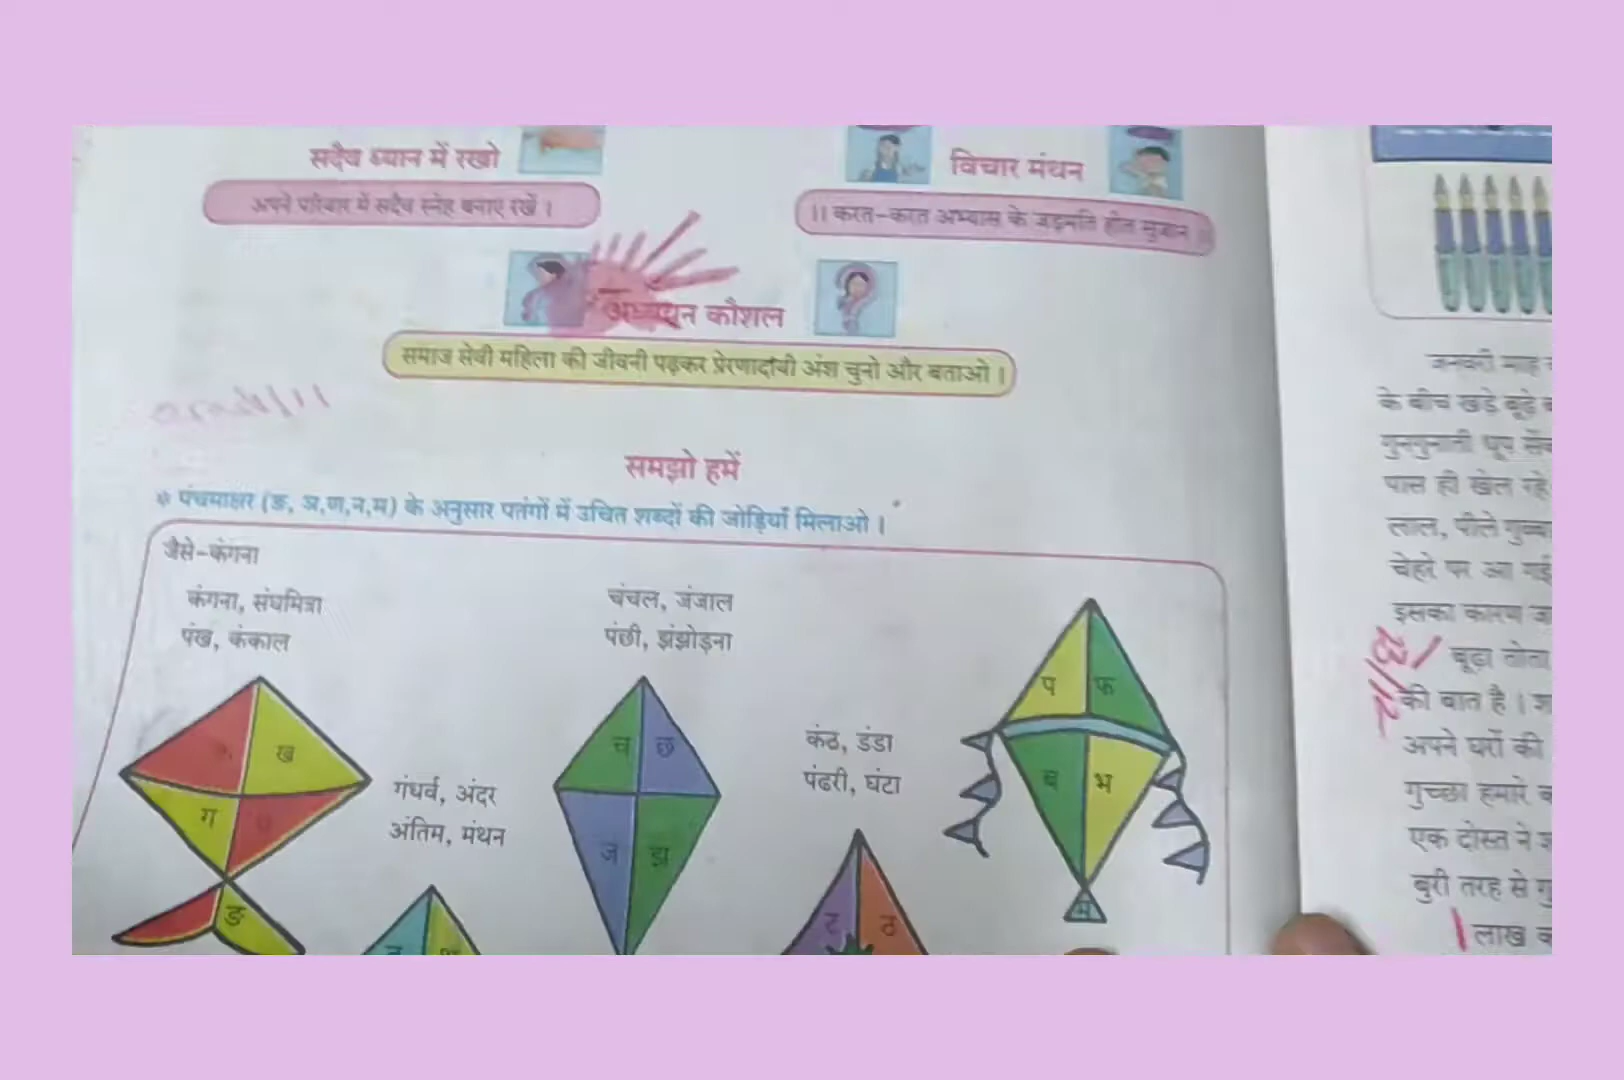 सदैव ध्यान में रखो
अपने परिवार में सदैव स्नेह बनाए रखें ।
विचार मंथन
।। करत-करत अभ्यास के जड़मति होत सुजान ।।
अध्ययन कौशल
समाज सेवी महिला की जीवनी पढ़कर प्रेरणादायी अंश चुनो और बताओ ।
समझो हमें
* पंचमाक्षर (ङ, ञ,ण,न,म) के अनुसार पतंगों में उचित शब्दों की जोड़ियाँ मिलाओ ।
जैसे-कंगना
कंगना, संघमित्रा
पंख, कंकाल
चंचल, जंजाल
पंछी, झंझोड़ना
प फ
ब भ
म
कंठ, डंडा
पंढरी, घंटा
च छ
ज झ
ख
ग
ङ
गंधर्व, अंदर
अंतिम, मंथन
त
ट ठ
जनवरी माह
के बीच खड़े बूढ़े
गुनगुनाती धूप सेंक
पास ही खेल रहे
लाल, पीले गुच्छा
चेहरे पर आ गई
इसका कारण जा
बूढ़ा तोता
की बात है ।
अपने घरों की
गुच्छा हमारे
एक दोस्त ने
बुरी तरह से गु
लाख क